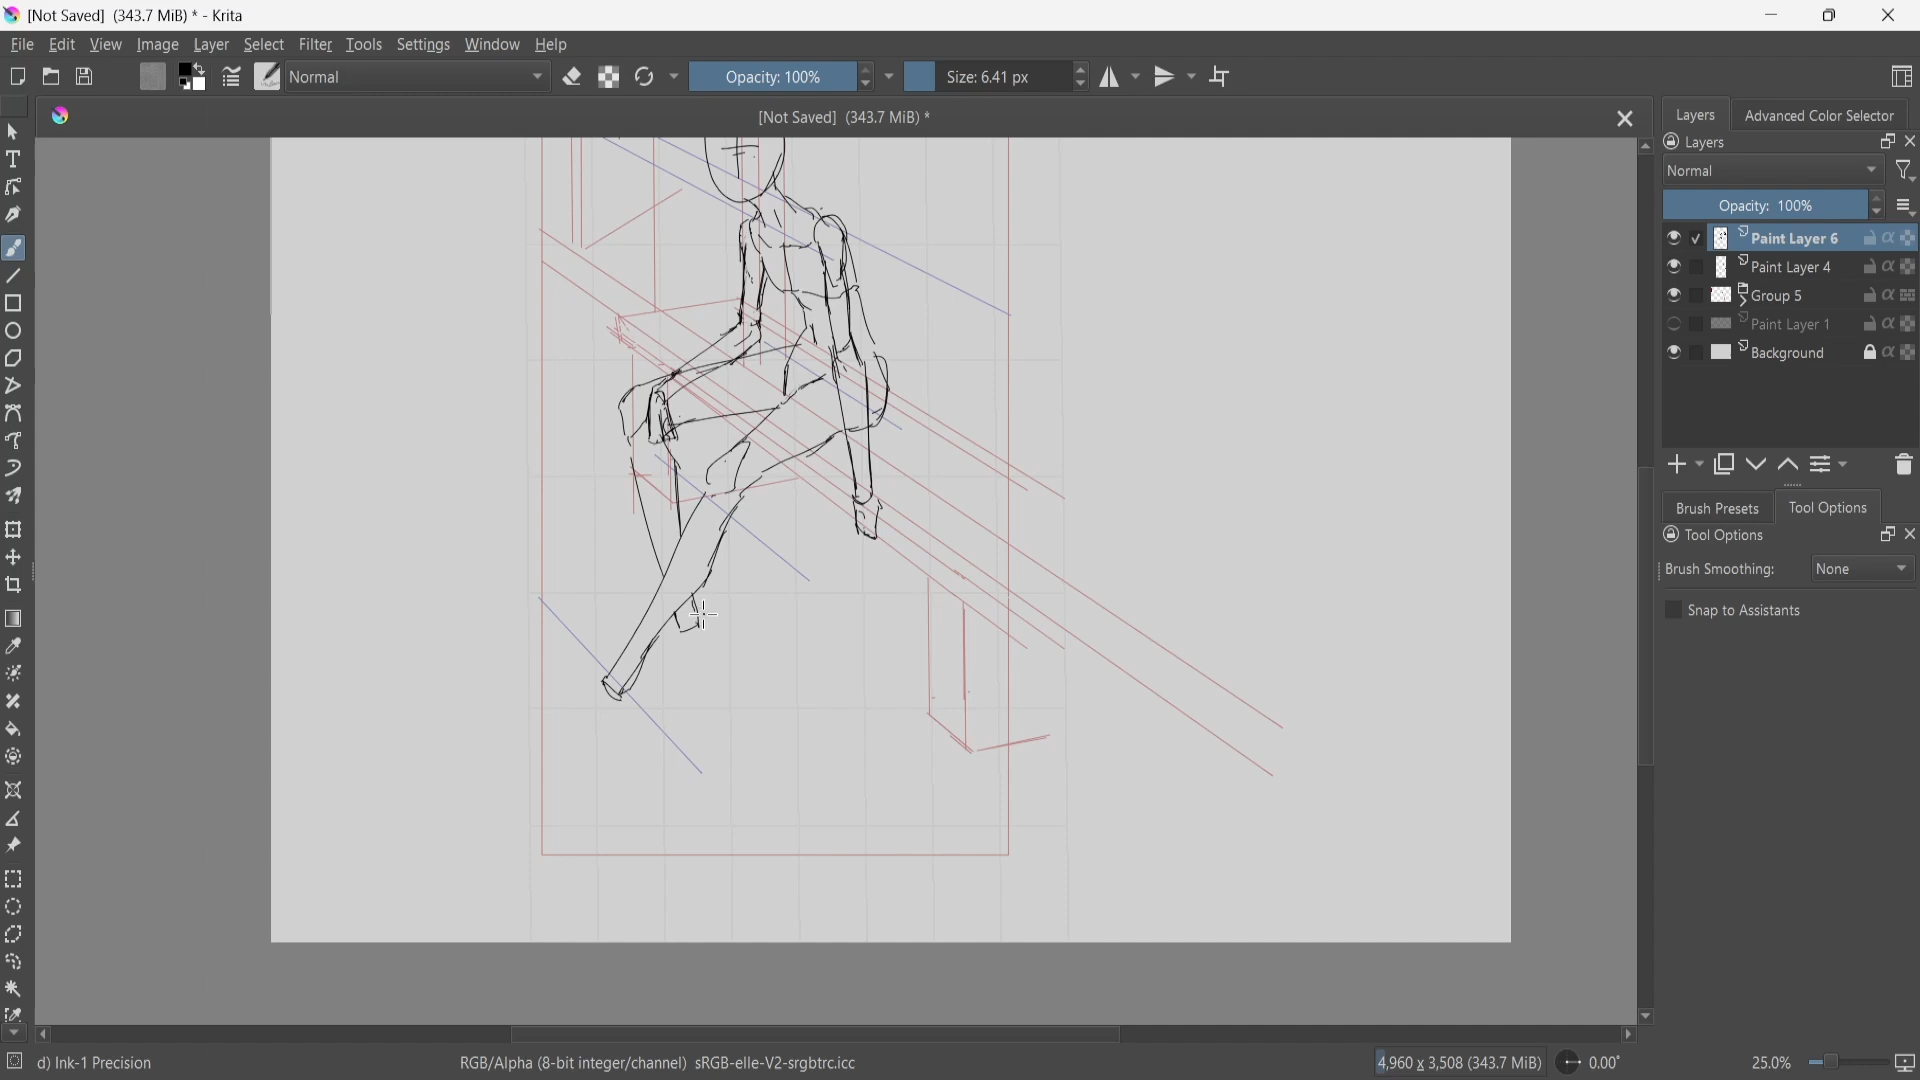 [Not Saved] (343.7 MiB) * - Krita
File Edit View Image Layer Select Filter Tools Settings Window Help
Normal Opacity: 100% Size: 6.41 px
[Not Saved] (343.7 MiB) *
Layers Advanced Color Selector
Layers
Normal
Opacity: 100%
Paint Layer 6
Paint Layer 4
Group 5
Paint Layer 1
Background
Brush Presets Tool Options
Tool Options
Brush Smoothing: None
Snap to Assistants
d) Ink-1 Precision RGB/Alpha (8-bit integer/channel) sRGB-elle-V2-srgbtrc.icc 4,960 x 3,508 (343.7 MiB) 0.00° 25.0%